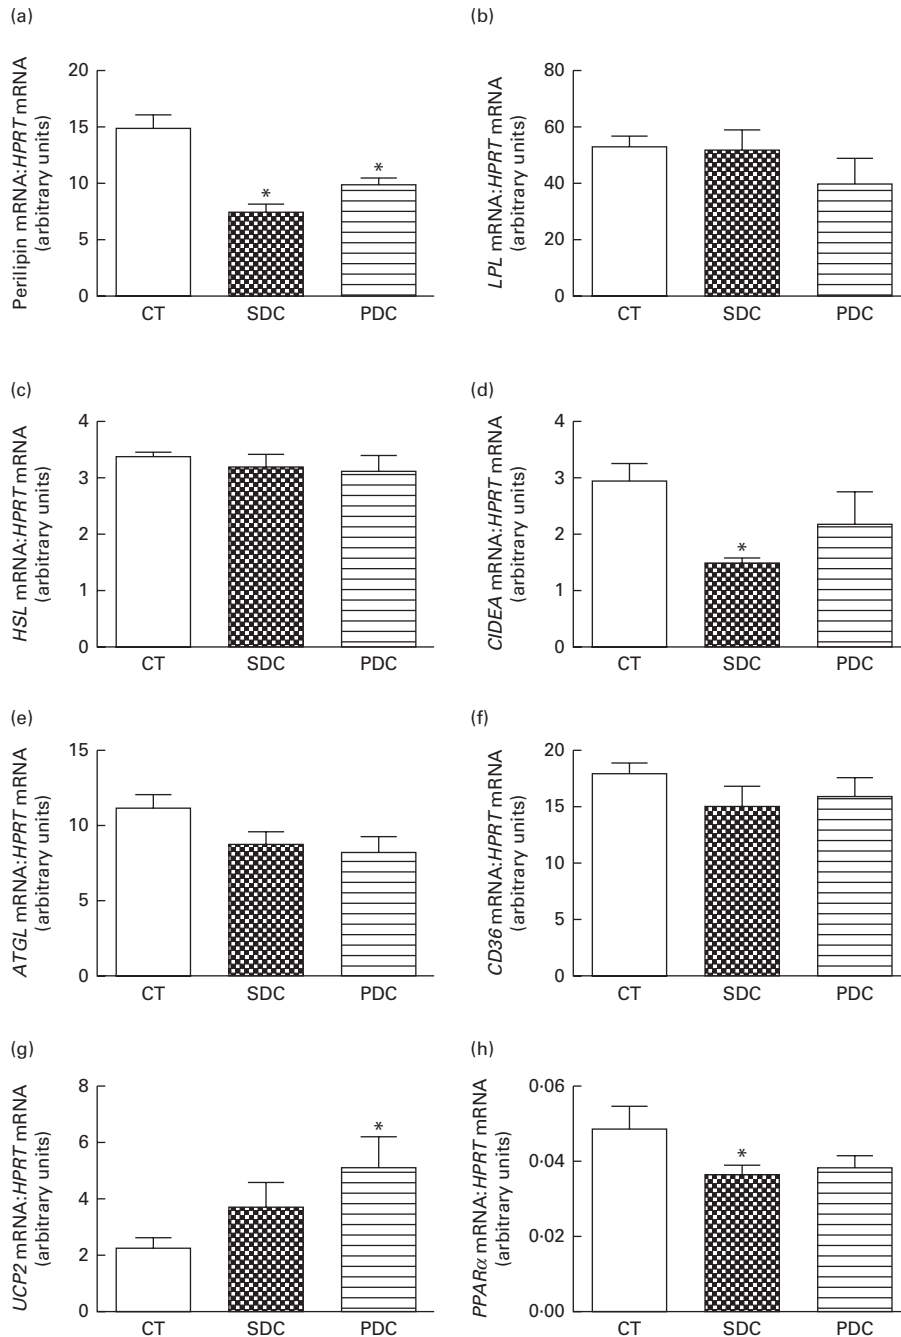 (a)
Perilipin mRNA:HPRT mRNA
(arbitrary units)
20
15
10
5
0
*
*
CT
SDC
PDC
(b)
LPL mRNA:HPRT mRNA
(arbitrary units)
80
60
40
20
0
CT
SDC
PDC
(c)
HSL mRNA:HPRT mRNA
(arbitrary units)
4
3
2
1
0
CT
SDC
PDC
(d)
CIDEA mRNA:HPRT mRNA
(arbitrary units)
4
3
2
1
0
*
CT
SDC
PDC
(e)
ATGL mRNA:HPRT mRNA
(arbitrary units)
15
10
5
0
CT
SDC
PDC
(f)
CD36 mRNA:HPRT mRNA
(arbitrary units)
20
15
10
5
0
CT
SDC
PDC
(g)
UCP2 mRNA:HPRT mRNA
(arbitrary units)
8
6
4
2
0
*
CT
SDC
PDC
(h)
PPARα mRNA:HPRT mRNA
(arbitrary units)
0·06
0·04
0·02
0·00
*
CT
SDC
PDC